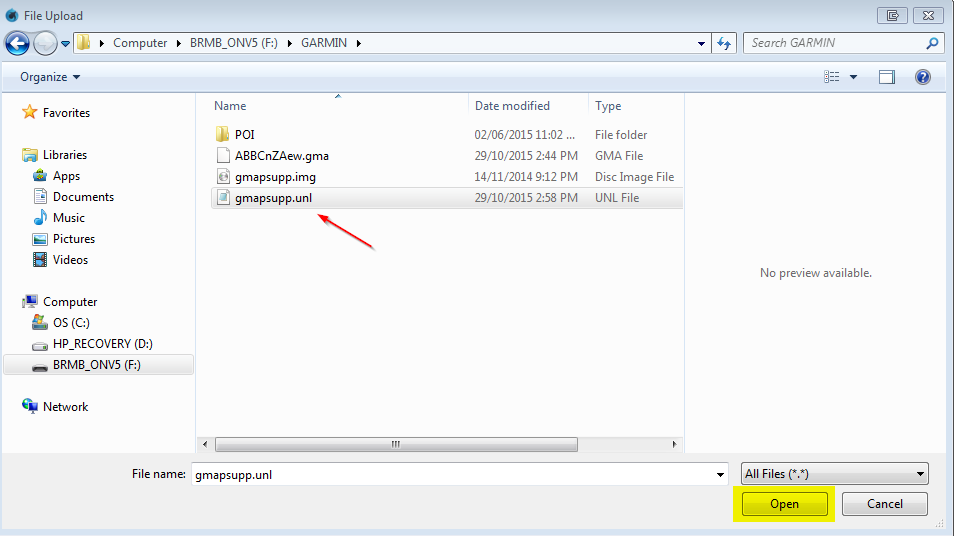 File Upload
Computer BRMB_ONV5 (F:) GARMIN
Search GARMIN
Organize
Favorites
Libraries
Apps
Documents
Music
Pictures
Videos
Computer
OS (C:)
HP_RECOVERY (D:)
BRMB_ONV5 (F:)
Network
Name Date modified Type
POI 02/06/2015 11:02 ... File folder
ABBCnZAew.gma 29/10/2015 2:44 PM GMA File
gmapsupp.img 14/11/2014 9:12 PM Disc Image File
gmapsupp.unl 29/10/2015 2:58 PM UNL File
No preview available.
File name: gmapsupp.unl All Files (*.*)
Open Cancel